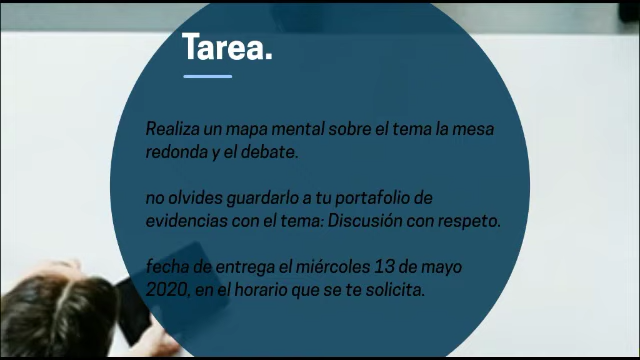 Tarea.
Realiza un mapa mental sobre el tema la mesa
redonda y el debate.
no olvides guardarlo a tu portafolio de
evidencias con el tema: Discusión con respeto.
fecha de entrega el miércoles 13 de mayo
2020, en el horario que se te solicita.